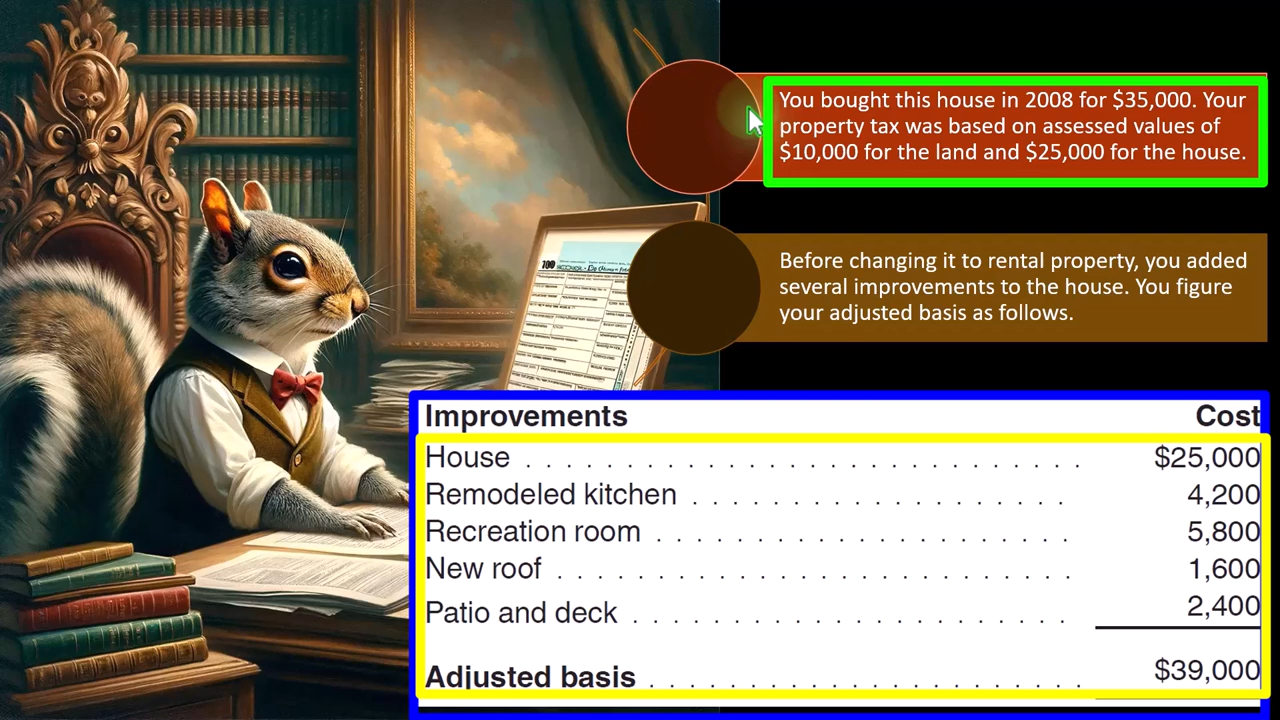 You bought this house in 2008 for $35,000. Your
property tax was based on assessed values of
$10,000 for the land and $25,000 for the house.
Before changing it to rental property, you added
several improvements to the house. You figure
your adjusted basis as follows.
Improvements Cost
House . . . . . . . . . . . . . . . . . . . . . . . . . . . . $25,000
Remodeled kitchen . . . . . . . . . . . . . . . . . . . 4,200
Recreation room . . . . . . . . . . . . . . . . . . . . . 5,800
New roof . . . . . . . . . . . . . . . . . . . . . . . . . . 1,600
Patio and deck . . . . . . . . . . . . . . . . . . . . . . 2,400
Adjusted basis . . . . . . . . . . . . . . . . . . . . . . $39,000